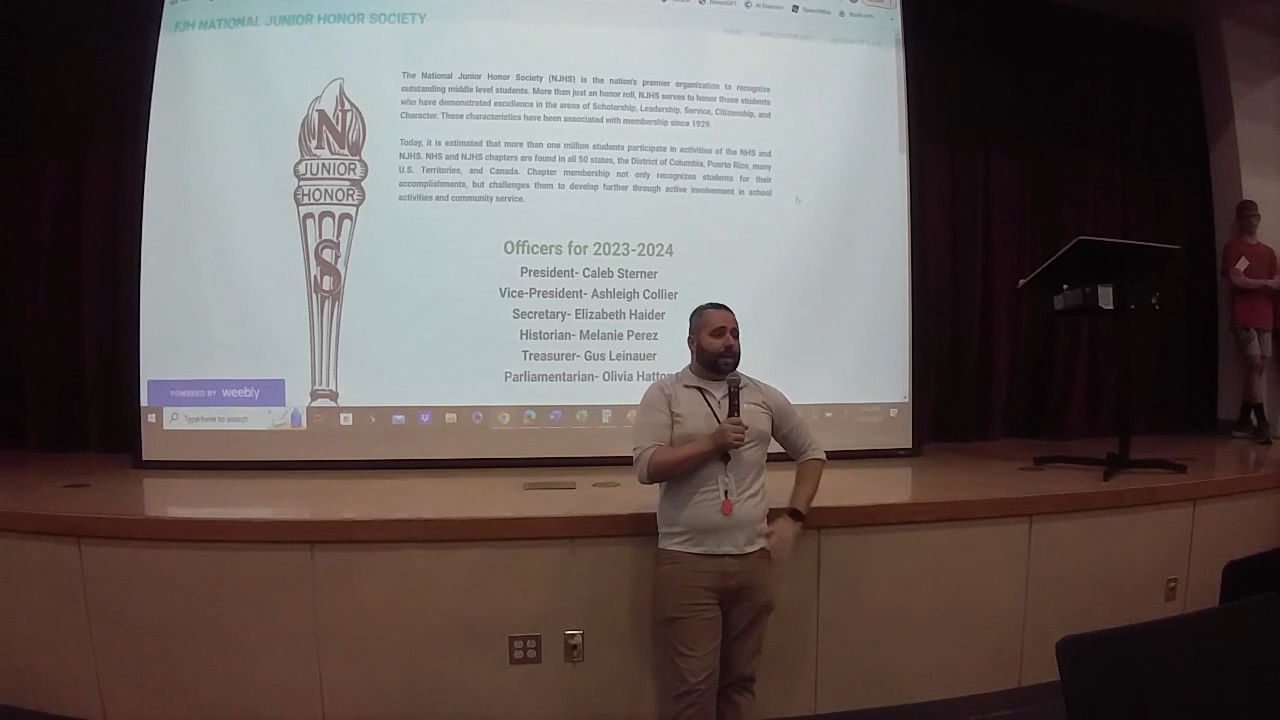 FJH NATIONAL JUNIOR HONOR SOCIETY
The National Junior Honor Society (NJHS) is the nation's premier organization to recognize
outstanding middle level students. More than just an honor roll, NJHS serves to honor those students
who have demonstrated excellence in the areas of Scholarship, Leadership, Service, Citizenship, and
Character. These characteristics have been associated with membership since 1929.
Today, it is estimated that more than one million students participate in activities of the NHS and
NJHS. NHS and NJHS chapters are found in all 50 states, the District of Columbia, Puerto Rico, many
U.S. Territories, and Canada. Chapter membership not only recognizes students for their
accomplishments, but challenges them to develop further through active involvement in school
activities and community service.
N
JUNIOR
HONOR
S
Officers for 2023-2024
President- Caleb Sterner
Vice-President- Ashleigh Collier
Secretary- Elizabeth Haider
Historian- Melanie Perez
Treasurer- Gus Leinauer
Parliamentarian- Olivia Hatton
POWERED BY weebly
Type here to search